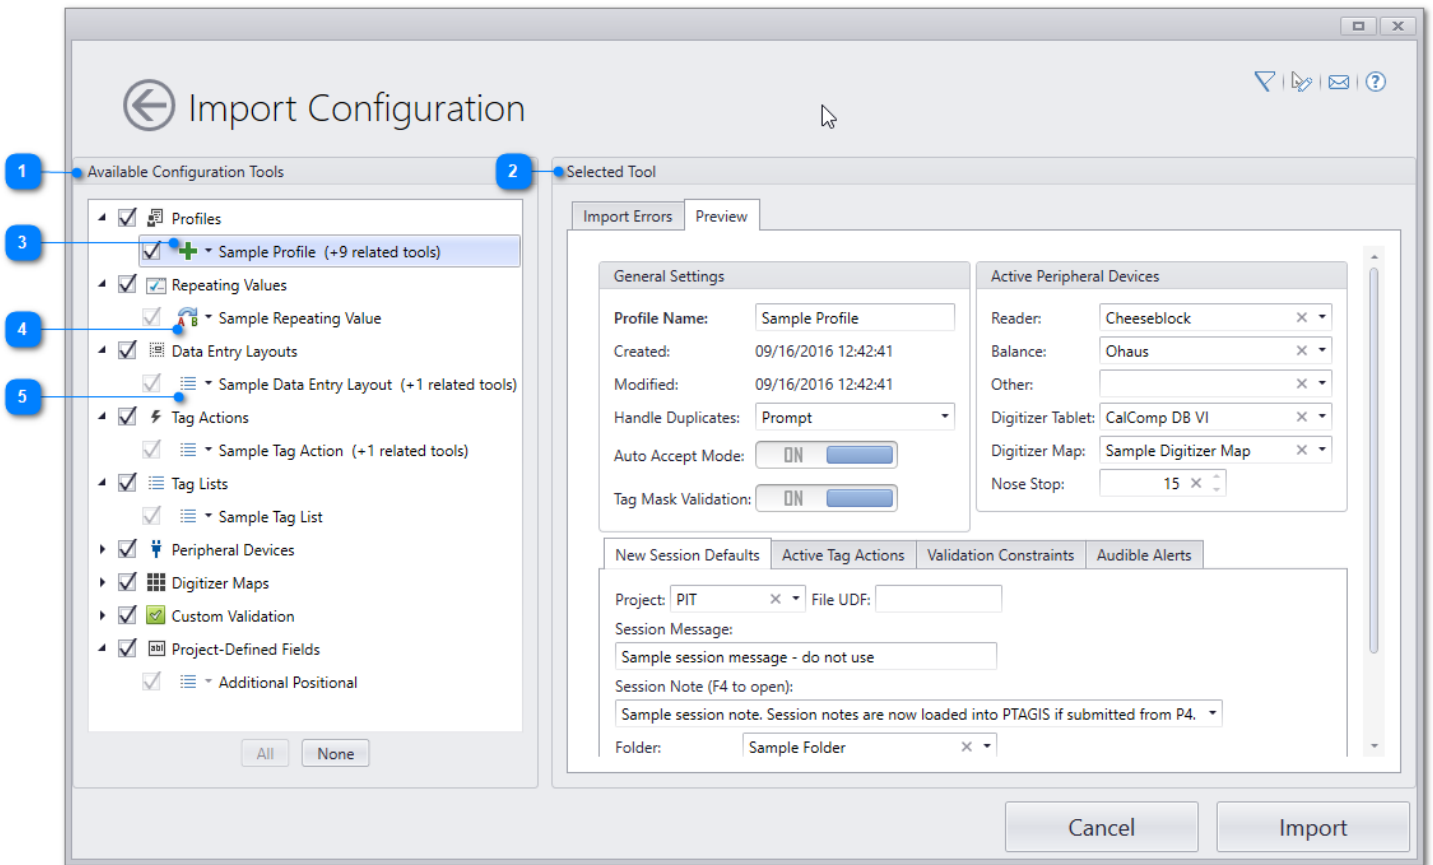 Import Configuration
1
Available Configuration Tools
2
Selected Tool
Profiles
3
Sample Profile (+9 related tools)
Repeating Values
4
A B
Sample Repeating Value
Data Entry Layouts
5
Sample Data Entry Layout (+1 related tools)
Tag Actions
Sample Tag Action (+1 related tools)
Tag Lists
Sample Tag List
Peripheral Devices
Digitizer Maps
Custom Validation
abl Project-Defined Fields
Additional Positional
All None
Import Errors Preview
General Settings
Profile Name: Sample Profile
Created: 09/16/2016 12:42:41
Modified: 09/16/2016 12:42:41
Handle Duplicates: Prompt
Auto Accept Mode: ON
Tag Mask Validation: ON
Active Peripheral Devices
Reader: Cheeseblock
Balance: Ohaus
Other:
Digitizer Tablet: CalComp DB VI
Digitizer Map: Sample Digitizer Map
Nose Stop: 15
New Session Defaults Active Tag Actions Validation Constraints Audible Alerts
Project: PIT File UDF:
Session Message:
Sample session message - do not use
Session Note (F4 to open):
Sample session note. Session notes are now loaded into PTAGIS if submitted from P4.
Folder: Sample Folder
Cancel Import